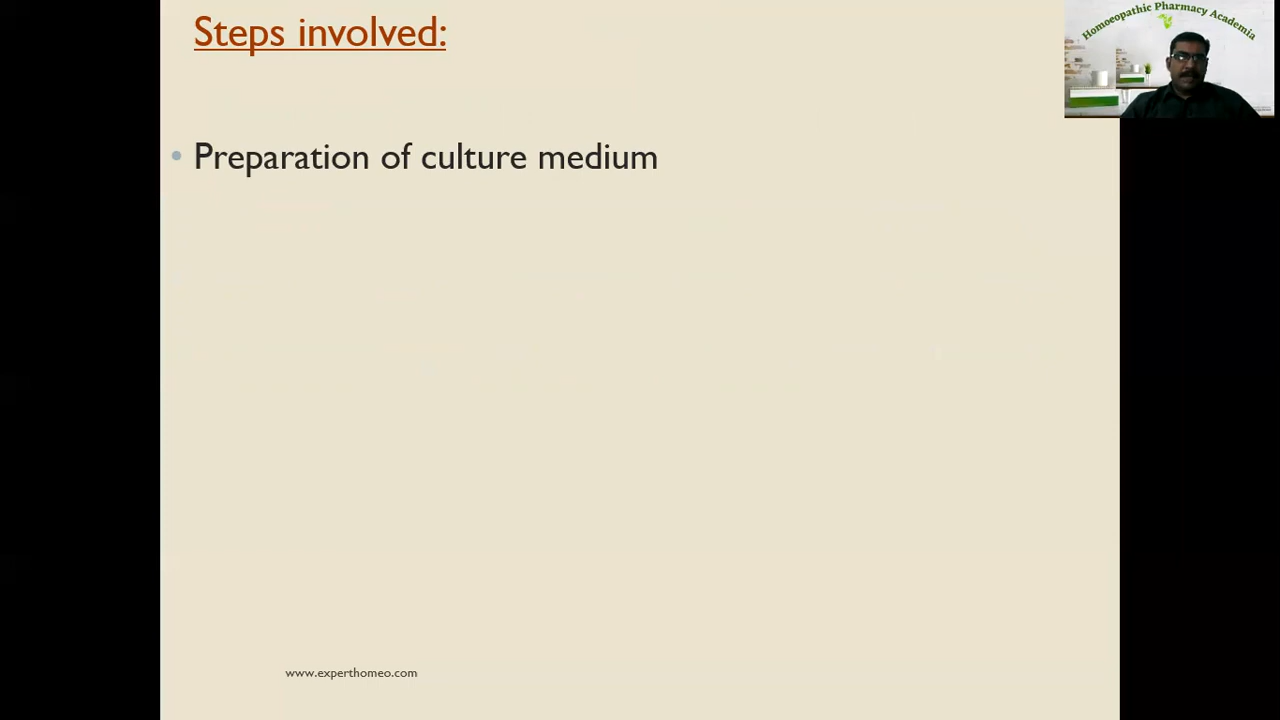 Steps involved:
Homoeopathic Pharmacy Academia
• Preparation of culture medium
www.experthomeo.com